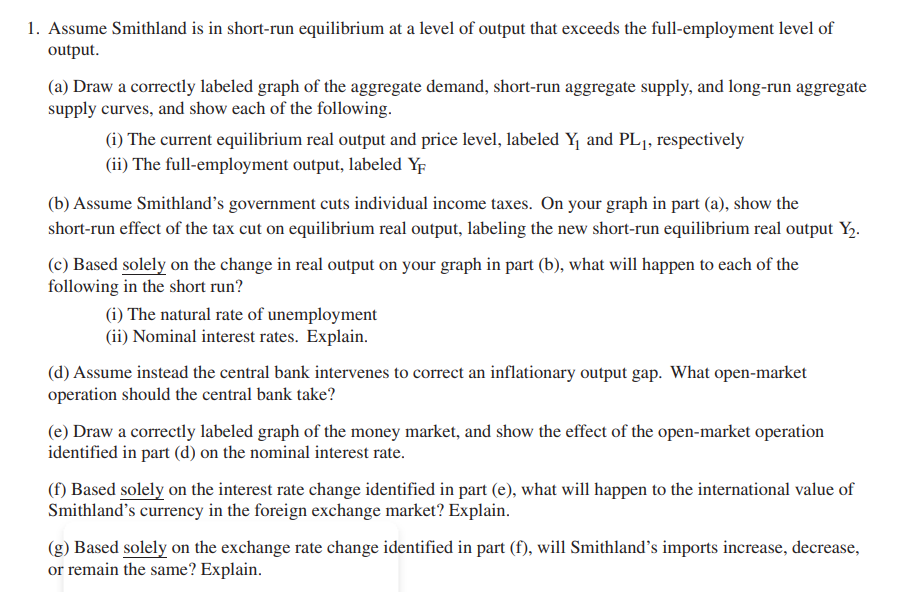 1. Assume Smithland is in short-run equilibrium at a level of output that exceeds the full-employment level of
output.
(a) Draw a correctly labeled graph of the aggregate demand, short-run aggregate supply, and long-run aggregate
supply curves, and show each of the following.
(i) The current equilibrium real output and price level, labeled Y₁ and PL₁, respectively
(ii) The full-employment output, labeled Y_F
(b) Assume Smithland’s government cuts individual income taxes. On your graph in part (a), show the
short-run effect of the tax cut on equilibrium real output, labeling the new short-run equilibrium real output Y₂.
(c) Based solely on the change in real output on your graph in part (b), what will happen to each of the
following in the short run?
(i) The natural rate of unemployment
(ii) Nominal interest rates. Explain.
(d) Assume instead the central bank intervenes to correct an inflationary output gap. What open-market
operation should the central bank take?
(e) Draw a correctly labeled graph of the money market, and show the effect of the open-market operation
identified in part (d) on the nominal interest rate.
(f) Based solely on the interest rate change identified in part (e), what will happen to the international value of
Smithland’s currency in the foreign exchange market? Explain.
(g) Based solely on the exchange rate change identified in part (f), will Smithland’s imports increase, decrease,
or remain the same? Explain.